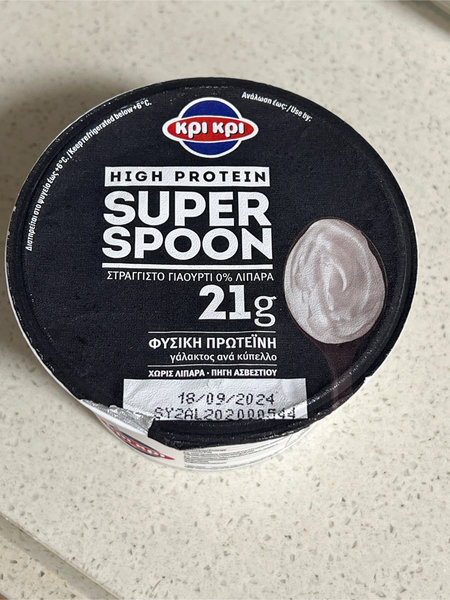 Διατηρείται στο ψυγείο έως +6°C. / Keep refrigerated below +6°C.
Ανάλωση έως: / Use by:
κρι κρι
HIGH PROTEIN
SUPER
SPOON
ΣΤΡΑΓΓΙΣΤΟ ΓΙΑΟΥΡΤΙ 0% ΛΙΠΑΡΑ
21g
ΦΥΣΙΚΗ ΠΡΩΤΕΪΝΗ
γάλακτος ανά κύπελλο
ΧΩΡΙΣ ΛΙΠΑΡΑ - ΠΗΓΗ ΑΣΒΕΣΤΙΟΥ
18/09/2024
SY2AL202000544